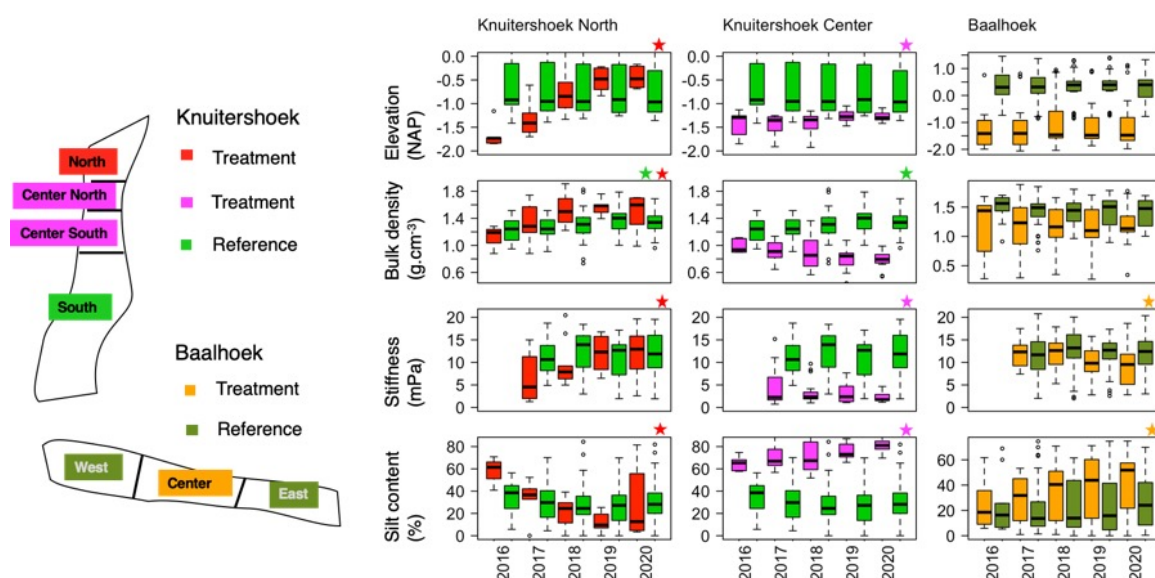 Knuitershoek North
Knuitershoek Center
Baalhoek
North
Center North
Center South
South
Knuitershoek
Treatment
Treatment
Reference
Baalhoek
Treatment
Reference
West
Center
East
Elevation
(NAP)
0.0
-0.5
-1.0
-1.5
-2.0
0.0
-0.5
-1.0
-1.5
-2.0
1.0
0.0
-1.0
-2.0
Bulk density
(g.cm-3)
1.8
1.4
1.0
0.6
1.8
1.4
1.0
0.6
1.5
1.0
0.5
Stiffness
(mPa)
20
15
10
5
0
20
15
10
5
0
20
15
10
5
0
Silt content
(%)
80
60
40
20
0
80
60
40
20
0
80
60
40
20
0
2016
2017
2018
2019
2020
2016
2017
2018
2019
2020
2016
2017
2018
2019
2020